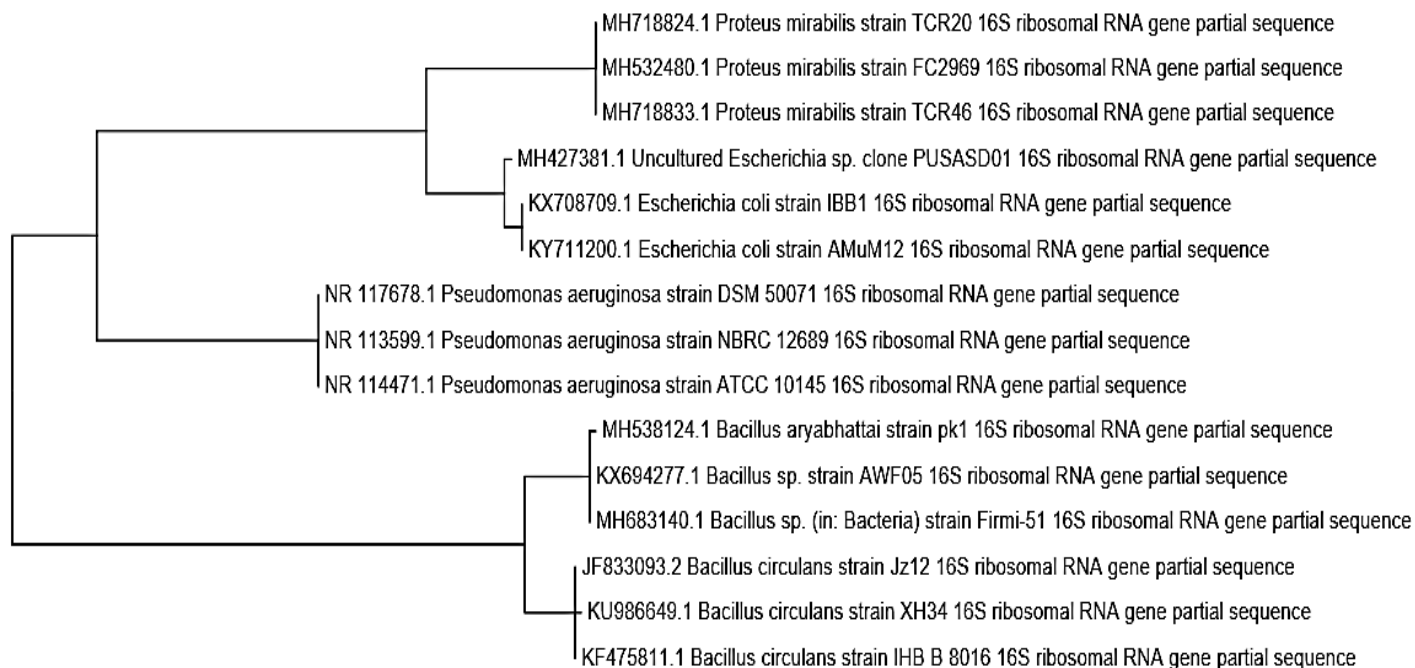 MH718824.1 Proteus mirabilis strain TCR20 16S ribosomal RNA gene partial sequence
MH532480.1 Proteus mirabilis strain FC2969 16S ribosomal RNA gene partial sequence
MH718833.1 Proteus mirabilis strain TCR46 16S ribosomal RNA gene partial sequence
MH427381.1 Uncultured Escherichia sp. clone PUSASD01 16S ribosomal RNA gene partial sequence
KX708709.1 Escherichia coli strain IBB1 16S ribosomal RNA gene partial sequence
KY711200.1 Escherichia coli strain AMuM12 16S ribosomal RNA gene partial sequence
NR 117678.1 Pseudomonas aeruginosa strain DSM 50071 16S ribosomal RNA gene partial sequence
NR 113599.1 Pseudomonas aeruginosa strain NBRC 12689 16S ribosomal RNA gene partial sequence
NR 114471.1 Pseudomonas aeruginosa strain ATCC 10145 16S ribosomal RNA gene partial sequence
MH538124.1 Bacillus aryabhattai strain pk1 16S ribosomal RNA gene partial sequence
KX694277.1 Bacillus sp. strain AWF05 16S ribosomal RNA gene partial sequence
MH683140.1 Bacillus sp. (in: Bacteria) strain Firmi-51 16S ribosomal RNA gene partial sequence
JF833093.2 Bacillus circulans strain Jz12 16S ribosomal RNA gene partial sequence
KU986649.1 Bacillus circulans strain XH34 16S ribosomal RNA gene partial sequence
KF475811.1 Bacillus circulans strain IHB B 8016 16S ribosomal RNA gene partial sequence